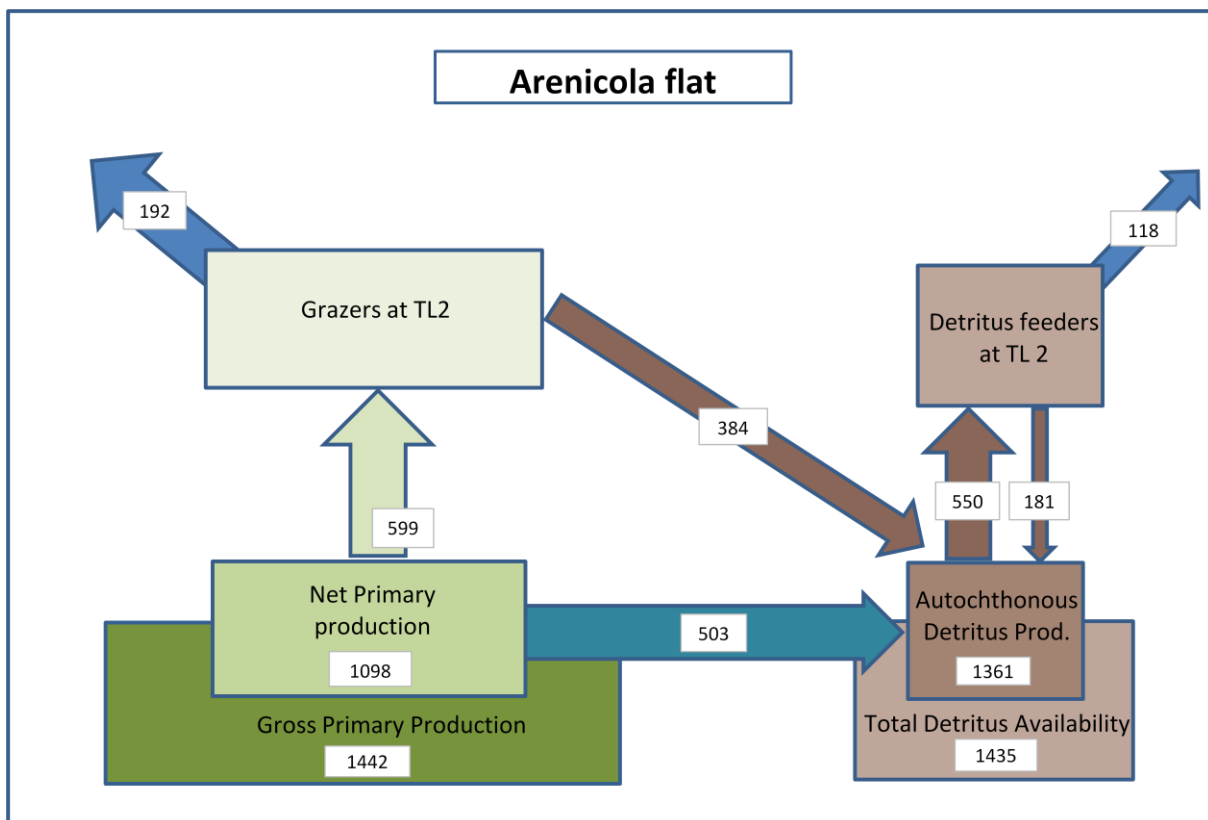 Arenicola flat
192
118
Grazers at TL2
Detritus feeders
at TL 2
384
599
550
181
Net Primary
production
1098
503
Autochthonous
Detritus Prod.
1361
Gross Primary Production
1442
Total Detritus Availability
1435